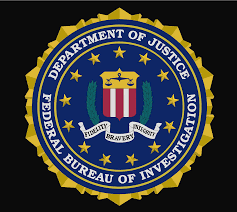 DEPARTMENT OF JUSTICE
FIDELITY BRAVERY INTEGRITY
FEDERAL BUREAU OF INVESTIGATION